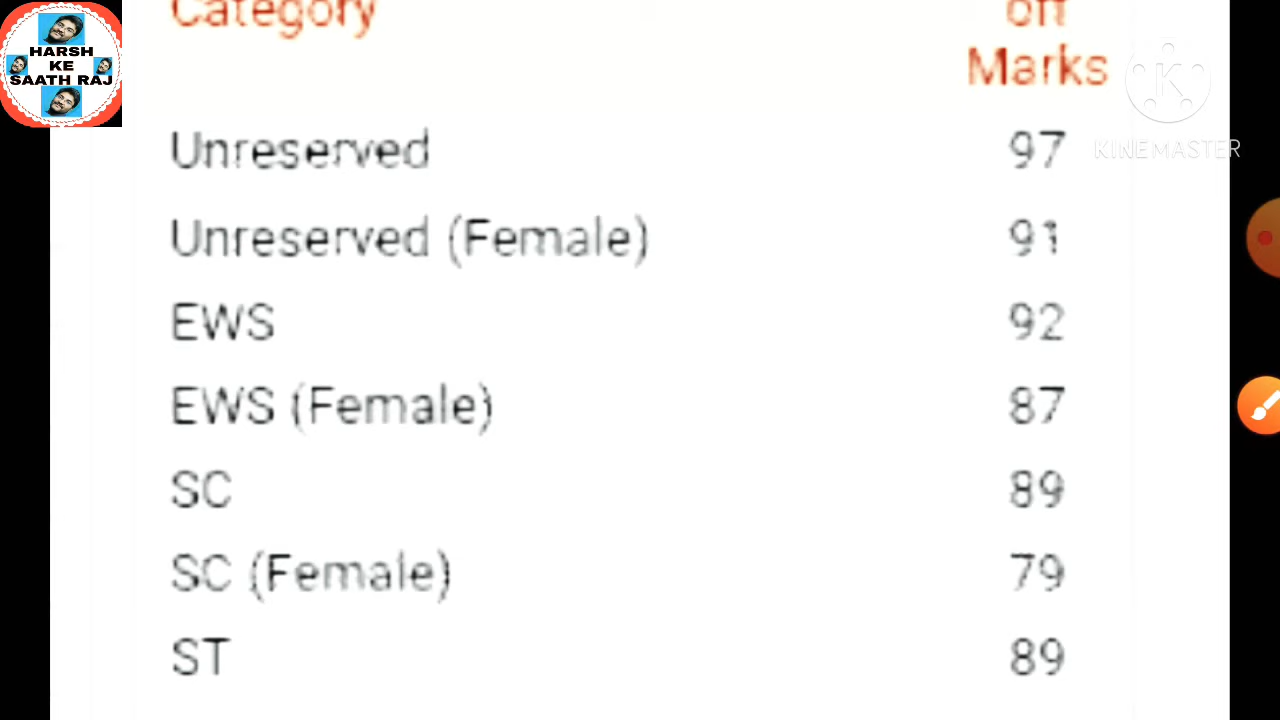 HARSH
KE
SAATH RAJ
Category
off
Marks
KINEMASTER
Unreserved 97
Unreserved (Female) 91
EWS 92
EWS (Female) 87
SC 89
SC (Female) 79
ST 89